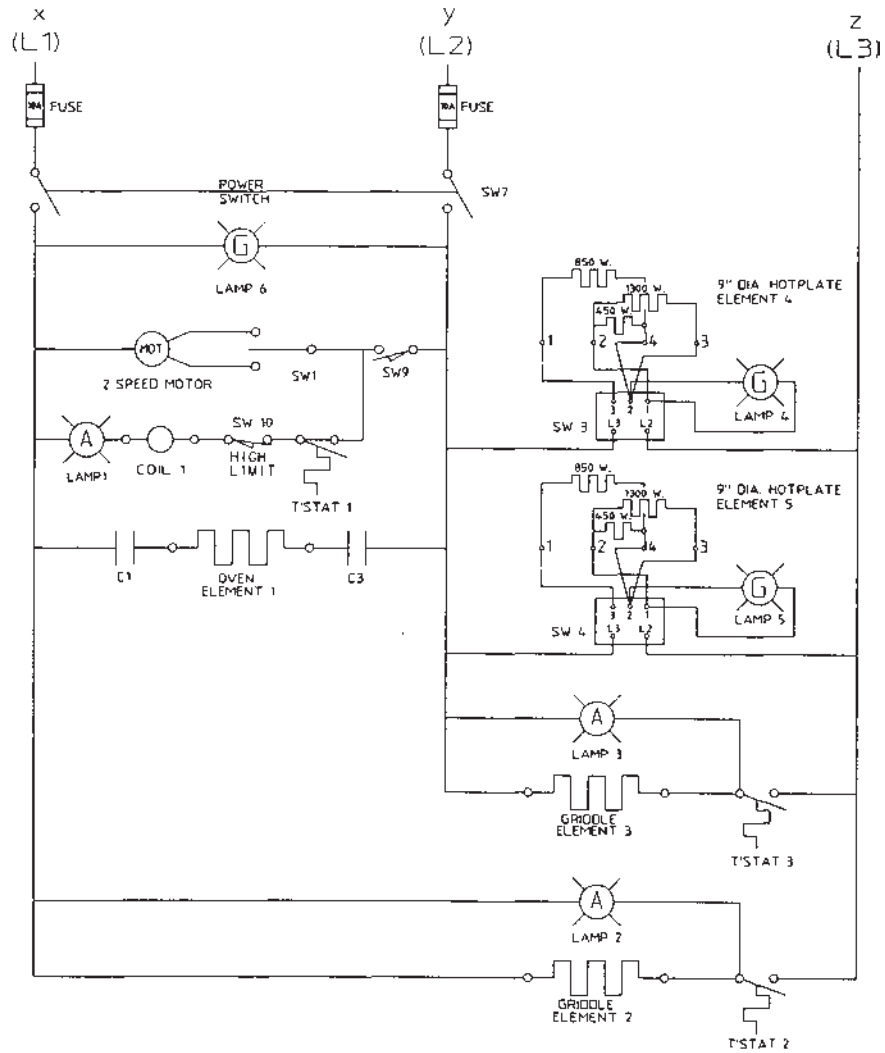 x
(L1)
y
(L2)
z
(L3)
FUSE
FUSE
POWER
SWITCH
SW7
G
LAMP 6
MOT
2 SPEED MOTOR
SW1
SW9
A
LAMP1
COIL 1
SW 10
HIGH
LIMIT
T'STAT 1
C1
OVEN
ELEMENT 1
C3
850 W.
1300 W.
450 W.
1
2
4
3
9" DIA. HOTPLATE
ELEMENT 4
G
LAMP 4
3
2
1
L3
L2
SW 3
850 W.
1300 W.
450 W.
1
2
4
3
9" DIA. HOTPLATE
ELEMENT 5
G
LAMP 5
3
2
1
L3
L2
SW 4
A
LAMP 3
GRIDDLE
ELEMENT 3
T'STAT 3
A
LAMP 2
GRIDDLE
ELEMENT 2
T'STAT 2